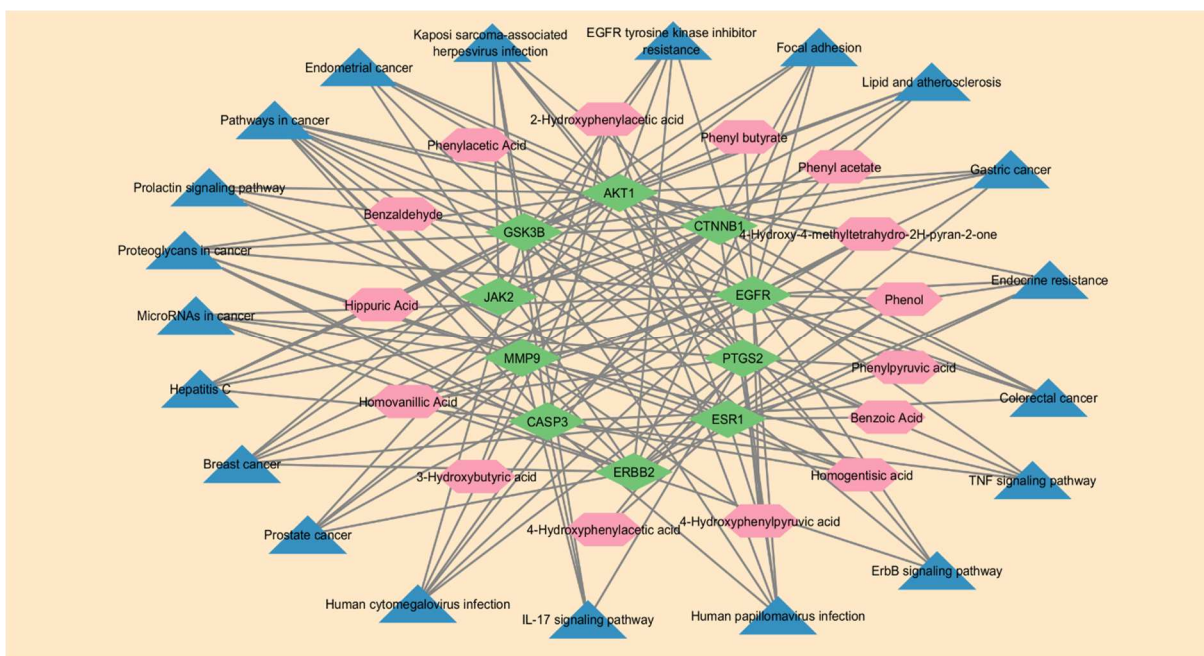 Kaposi sarcoma-associated
herpesvirus infection
EGFR tyrosine kinase inhibitor
resistance
Focal adhesion
Endometrial cancer
Lipid and atherosclerosis
Pathways in cancer
2-Hydroxyphenylacetic acid
Phenyl butyrate
Phenylacetic Acid
Phenyl acetate
Gastric cancer
Prolactin signaling pathway
AKT1
Benzaldehyde
GSK3B
CTNNB1
4-Hydroxy-4-methyltetrahydro-2H-pyran-2-one
Proteoglycans in cancer
Endocrine resistance
Hippuric Acid
JAK2
EGFR
Phenol
MicroRNAs in cancer
MMP9
PTGS2
Phenylpyruvic acid
Hepatitis C
Colorectal cancer
Homovanillic Acid
CASP3
ESR1
Benzoic Acid
Breast cancer
ERBB2
3-Hydroxybutyric acid
Homogentisic acid
TNF signaling pathway
Prostate cancer
4-Hydroxyphenylacetic acid
4-Hydroxyphenylpyruvic acid
ErbB signaling pathway
Human cytomegalovirus infection
IL-17 signaling pathway
Human papillomavirus infection